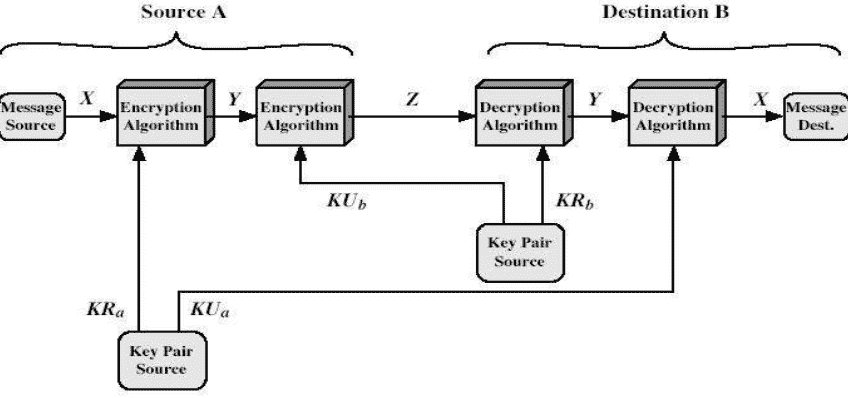 Source A
Destination B
Message
Source
X
Encryption
Algorithm
Y
Encryption
Algorithm
Z
Decryption
Algorithm
Y
Decryption
Algorithm
X
Message
Dest.
KUb
KRb
Key Pair
Source
KRa
KUa
Key Pair
Source